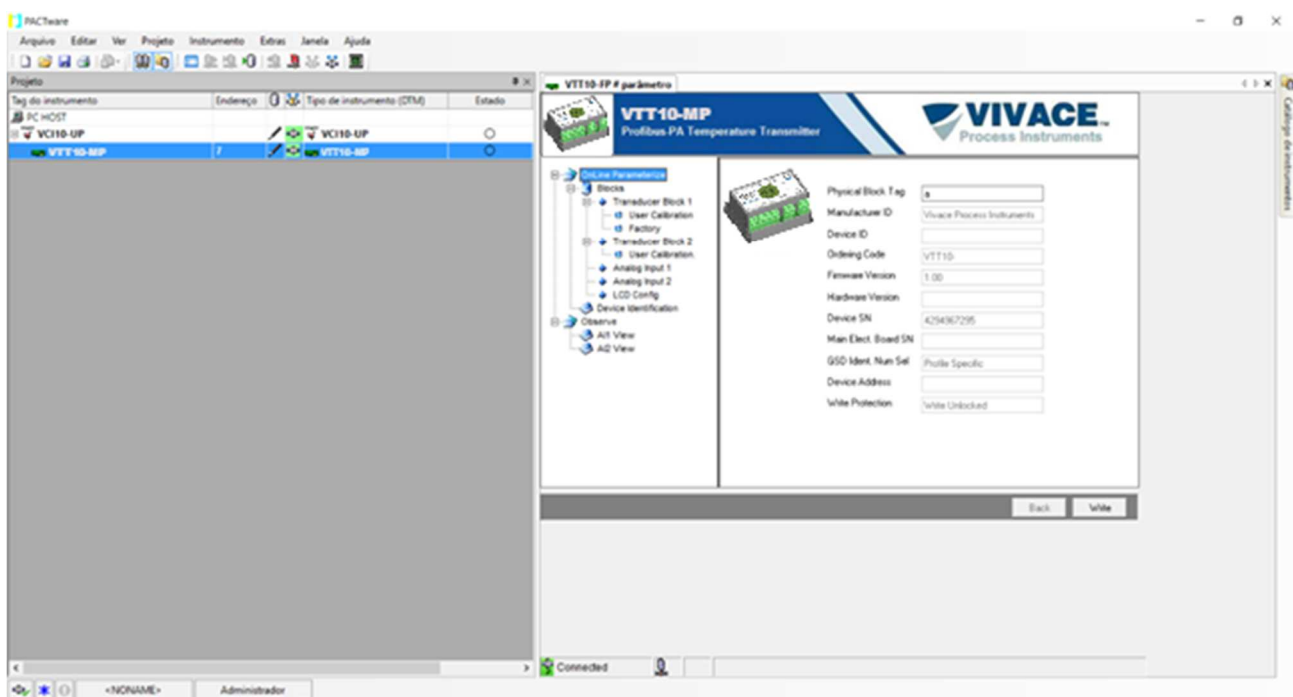 PACTware
Arquivo Editar Ver Projeto Instrumento Extras Janela Ajuda
Projeto
Tag do instrumento Endereço Tipo de instrumento (DTM) Estado
PC HOST
VCI10-UP VCI10-UP
VTT10-MP 7 VTT10-MP
VTT10-FP # parâmetro
VTT10-MP
Profibus-PA Temperature Transmitter
VIVACE
Process Instruments
OnLine Parameterize
Blocks
Transducer Block 1
User Calibration
Factory
Transducer Block 2
User Calibration
Analog Input 1
Analog Input 2
LCD Config
Device Identification
Observe
AI1 View
AI2 View
Physical Block Tag a
Manufacturer ID Vivace Process Instruments
Device ID
Ordering Code VTT10-
Firmware Version 1.00
Hardware Version
Device SN 4294967295
Main Elect. Board SN
GSD Ident. Num Sel Profile Specific
Device Address
Write Protection Write Unlocked
Back Write
Catálogo de instrumentos
Connected
<NONAME> Administrador